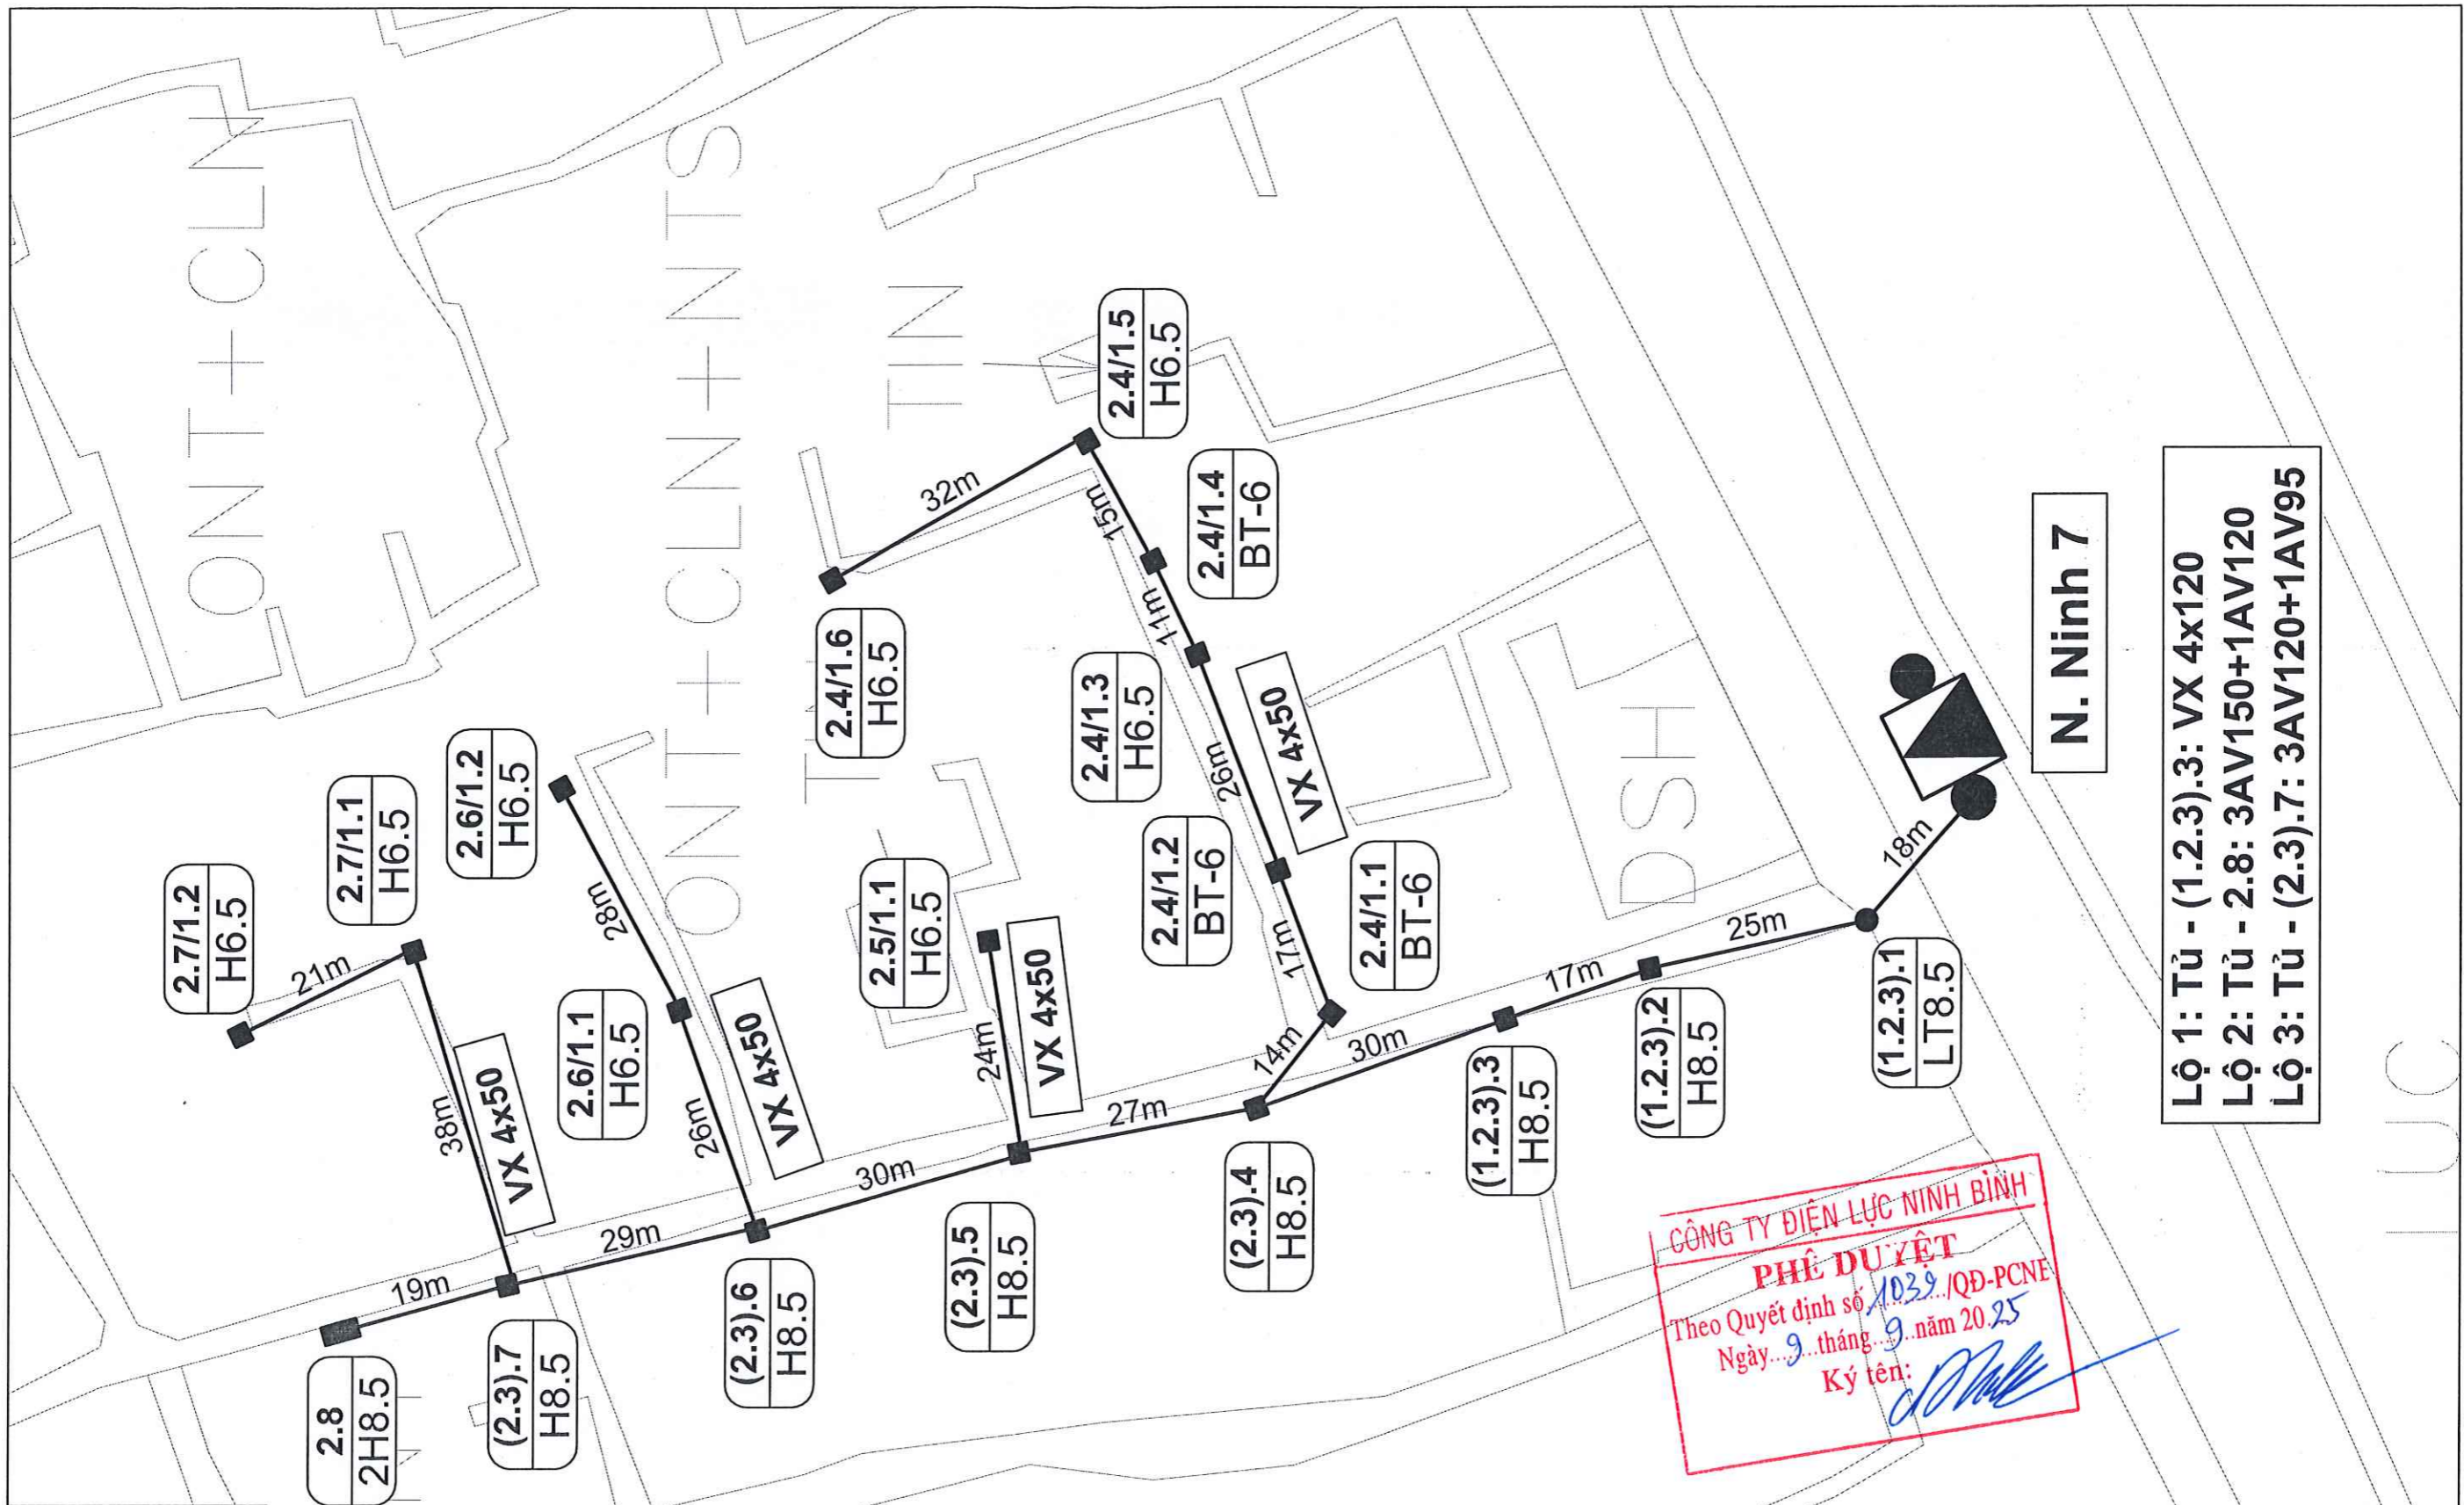 ONT+CLN
ONT+CLN+NTS
TIN
2.4/1.5
H6.5
32m
15m
2.4/1.4
BT-6
11m
2.4/1.6
H6.5
2.4/1.3
H6.5
26m
VX 4x50
2.4/1.2
BT-6
17m
2.4/1.1
BT-6
14m
2.7/1.2
H6.5
21m
2.7/1.1
H6.5
38m
VX 4x50
2.6/1.2
H6.5
28m
2.6/1.1
H6.5
26m
VX 4x50
2.5/1.1
H6.5
24m
VX 4x50
DSH
18m
25m
17m
30m
27m
30m
29m
19m
2.8
2H8.5
(2.3).7
H8.5
(2.3).6
H8.5
(2.3).5
H8.5
(2.3).4
H8.5
(1.2.3).3
H8.5
(1.2.3).2
H8.5
(1.2.3).1
LT8.5
N. Ninh 7
Lộ 1: Tủ - (1.2.3).3: VX 4x120
Lộ 2: Tủ - 2.8: 3AV150+1AV120
Lộ 3: Tủ - (2.3).7: 3AV120+1AV95
CÔNG TY ĐIỆN LỰC NINH BÌNH
PHÊ DUYỆT
Theo Quyết định số 1039/QĐ-PCNB
Ngày 9 tháng 9 năm 2025
Ký tên: